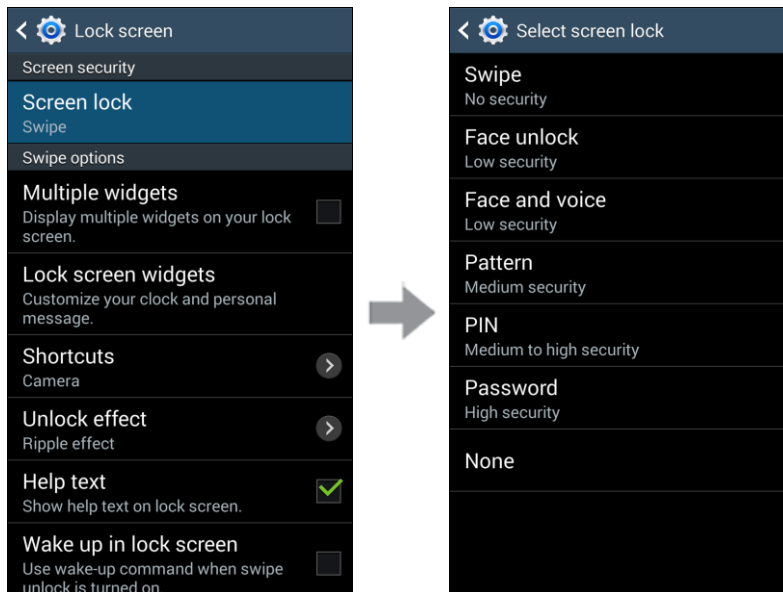 Lock screen
Screen security
Screen lock
Swipe
Swipe options
Multiple widgets
Display multiple widgets on your lock
screen.
Lock screen widgets
Customize your clock and personal
message.
Shortcuts
Camera
Unlock effect
Ripple effect
Help text
Show help text on lock screen.
Wake up in lock screen
Use wake-up command when swipe
unlock is turned on
Select screen lock
Swipe
No security
Face unlock
Low security
Face and voice
Low security
Pattern
Medium security
PIN
Medium to high security
Password
High security
None